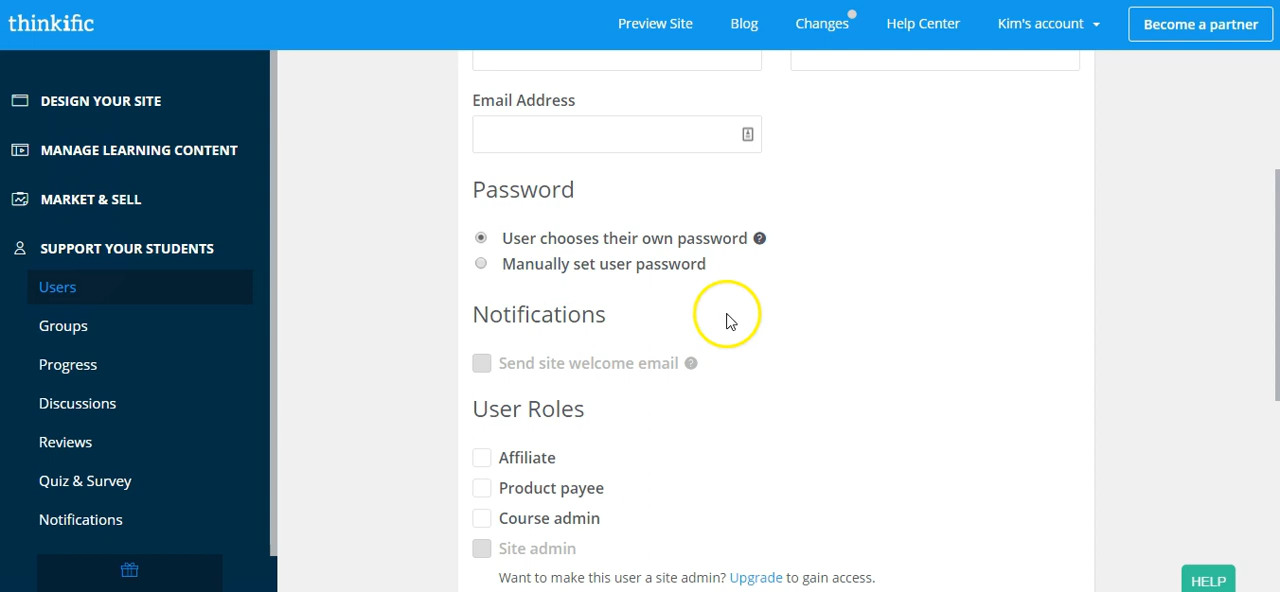 thinkific
Preview Site
Blog
Changes
Help Center
Kim's account
Become a partner
DESIGN YOUR SITE
MANAGE LEARNING CONTENT
MARKET & SELL
SUPPORT YOUR STUDENTS
Users
Groups
Progress
Discussions
Reviews
Quiz & Survey
Notifications
Email Address
Password
User chooses their own password ?
Manually set user password
Notifications
Send site welcome email ?
User Roles
Affiliate
Product payee
Course admin
Site admin
Want to make this user a site admin? Upgrade to gain access.
HELP